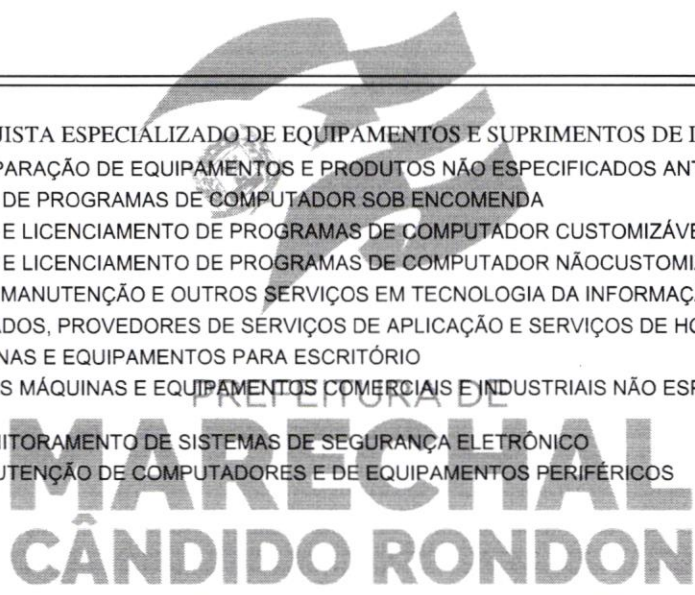 JISTA ESPECIALIZADO DE EQUIPAMENTOS E SUPRIMENTOS DE I
PARAÇÃO DE EQUIPAMENTOS E PRODUTOS NÃO ESPECIFICADOS ANT
DE PROGRAMAS DE COMPUTADOR SOB ENCOMENDA
E LICENCIAMENTO DE PROGRAMAS DE COMPUTADOR CUSTOMIZÁVE
E LICENCIAMENTO DE PROGRAMAS DE COMPUTADOR NÃOCUSTOMI
MANUTENÇÃO E OUTROS SERVIÇOS EM TECNOLOGIA DA INFORMAÇ
ADOS, PROVEDORES DE SERVIÇOS DE APLICAÇÃO E SERVIÇOS DE HO
NAS E EQUIPAMENTOS PARA ESCRITÓRIO
S MÁQUINAS E EQUIPAMENTOS COMERCIAIS E INDUSTRIAIS NÃO ESP
PREFEITURA DE
NITORAMENTO DE SISTEMAS DE SEGURANÇA ELETRÔNICO
UTENÇÃO DE COMPUTADORES E DE EQUIPAMENTOS PERIFÉRICOS
MARECHAL
CÂNDIDO RONDON